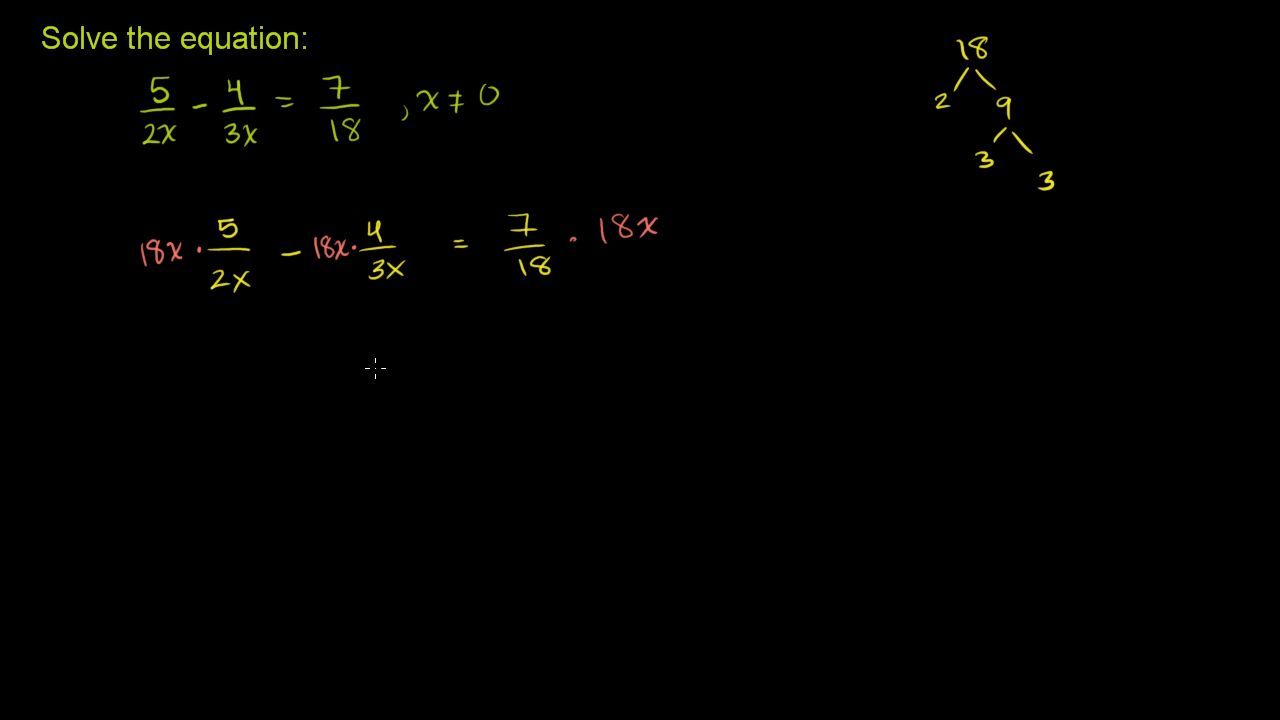 Solve the equation:
5/2x - 4/3x = 7/18 , x ≠ 0
18
2 9
3 3
18x · 5/2x - 18x · 4/3x = 7/18 · 18x